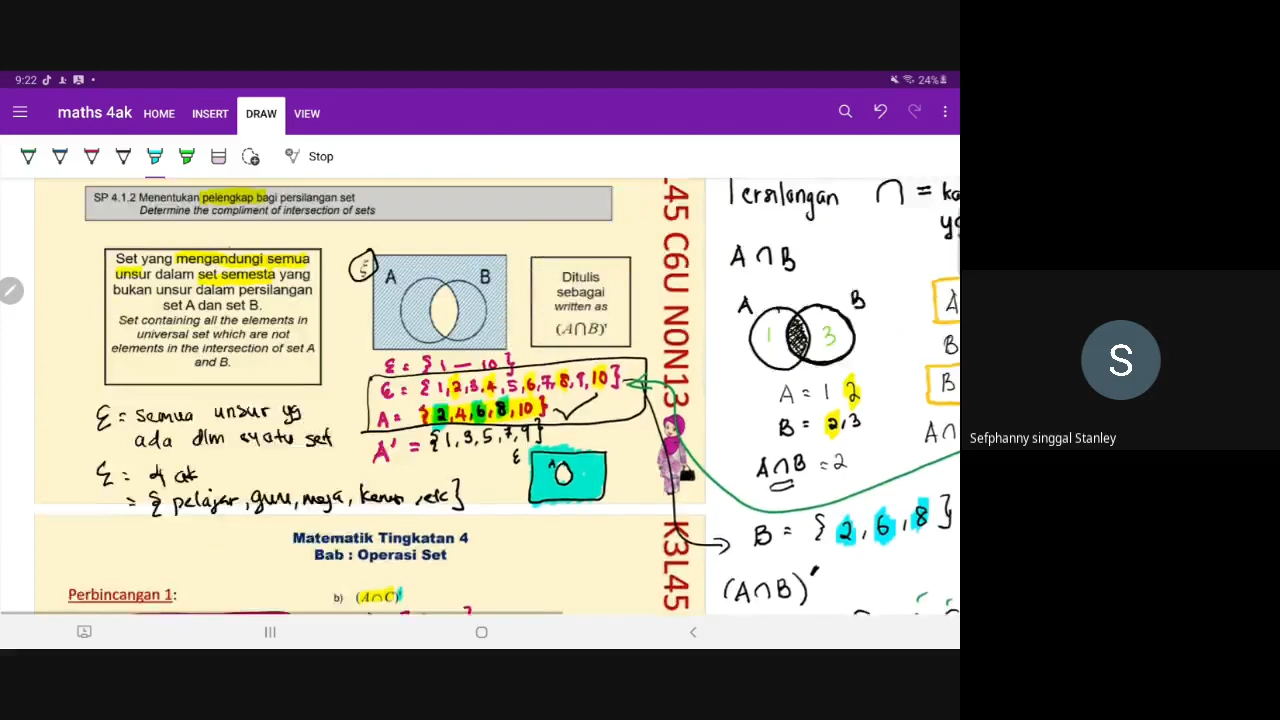 9:22
24%
maths 4ak HOME INSERT DRAW VIEW
Stop
SP 4.1.2 Menentukan pelengkap bagi persilangan set
Determine the compliment of intersection of sets
Set yang mengandungi semua
unsur dalam set semesta yang
bukan unsur dalam persilangan
set A dan set B.
Set containing all the elements in
universal set which are not
elements in the intersection of set A
and B.
ξ
A B
Ditulis
sebagai
written as
(A∩B)'
ξ = {1 — 10}
ξ = {1, 2, 3, 4, 5, 6, 7, 8, 9, 10}
A = {2, 4, 6, 8, 10}
A' = {1, 3, 5, 7, 9}
ξ
A
ξ = semua unsur yg
ada dlm suatu set
ξ = 4 ak
= { pelajar, guru, meja, kerusi, etc }
Matematik Tingkatan 4
Bab : Operasi Set
Perbincangan 1:
b) (A∩C)'
L45 C6U N0N13
K3L45
∩ =
A ∩ B
A B
1 3
A = 1 2
B = 2, 3
A∩B = 2
A
B
B
A∩
B = { 2, 6, 8 }
(A∩B)'
S
Sefphanny singgal Stanley